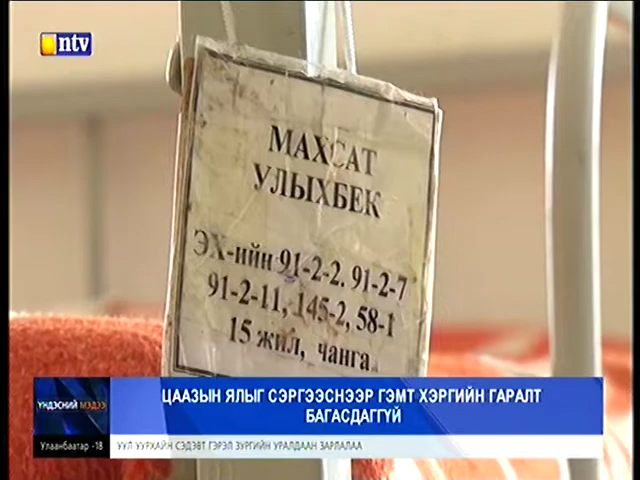 ntv
МАХСАТ
УЛЫХБЕК
ЭХ-ийн 91-2-2. 91-2-7
91-2-11, 145-2, 58-1
15 жил, чанга
ҮНДЭСНИЙ МЭДЭЭ
ЦААЗЫН ЯЛЫГ СЭРГЭЭСНЭЭР ГЭМТ ХЭРГИЙН ГАРАЛТ
БАГАСДАГГҮЙ
Улаанбаатар -18
УУЛ УУРХАЙН СЭДЭВТ ГЭРЭЛ ЗУРГИЙН УРАЛДААН ЗАРЛАЛАА